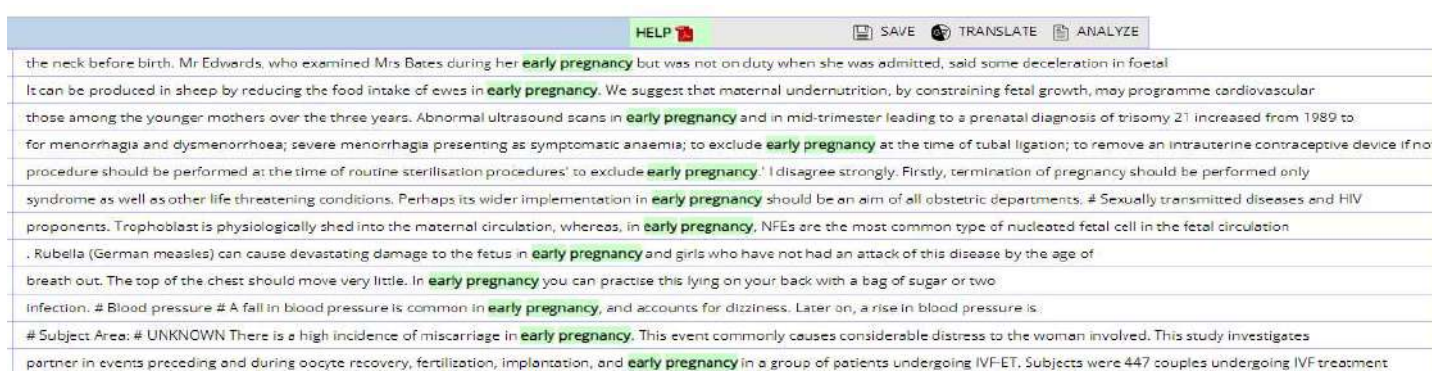 HELP SAVE TRANSLATE ANALYZE
the neck before birth. Mr Edwards, who examined Mrs Bates during her early pregnancy but was not on duty when she was admitted, said some deceleration in foetal
It can be produced in sheep by reducing the food intake of ewes in early pregnancy. We suggest that maternal undernutrition, by constraining fetal growth, may programme cardiovascular
those among the younger mothers over the three years. Abnormal ultrasound scans in early pregnancy and in mid-trimester leading to a prenatal diagnosis of trisomy 21 increased from 1989 to
for menorrhagia and dysmenorrhoea; severe menorrhagia presenting as symptomatic anaemia; to exclude early pregnancy at the time of tubal ligation; to remove an intrauterine contraceptive device if not
procedure should be performed at the time of routine sterilisation procedures' to exclude early pregnancy.' I disagree strongly. Firstly, termination of pregnancy should be performed only
syndrome as well as other life threatening conditions. Perhaps its wider implementation in early pregnancy should be an aim of all obstetric departments. # Sexually transmitted diseases and HIV
proponents. Trophoblast is physiologically shed into the maternal circulation, whereas, in early pregnancy, NFEs are the most common type of nucleated fetal cell in the fetal circulation
. Rubella (German measles) can cause devastating damage to the fetus in early pregnancy and girls who have not had an attack of this disease by the age of
breath out. The top of the chest should move very little. In early pregnancy you can practise this lying on your back with a bag of sugar or two
infection. # Blood pressure # A fall in blood pressure is common in early pregnancy, and accounts for dizziness. Later on, a rise in blood pressure is
# Subject Area: # UNKNOWN There is a high incidence of miscarriage in early pregnancy. This event commonly causes considerable distress to the woman involved. This study investigates
partner in events preceding and during oocyte recovery, fertilization, implantation, and early pregnancy in a group of patients undergoing IVF-ET. Subjects were 447 couples undergoing IVF treatment